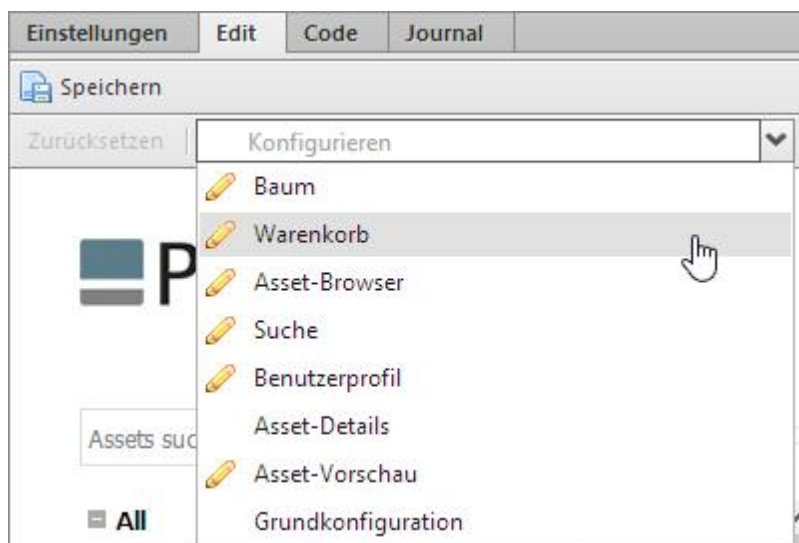 Einstellungen Edit Code Journal
Speichern
Zurücksetzen Konfigurieren
Baum
Warenkorb
P
Asset-Browser
Suche
Benutzerprofil
Asset-Details
Assets suc
Asset-Vorschau
All
Grundkonfiguration